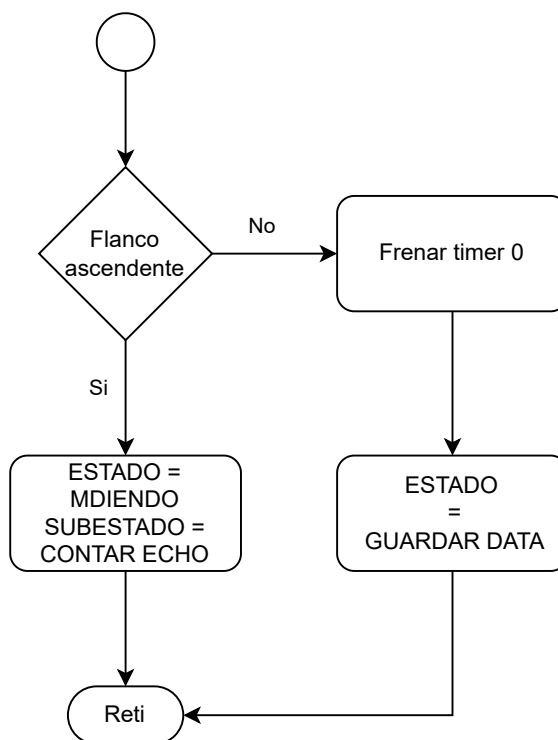 Flanco
ascendente
No
Frenar timer 0
Si
ESTADO =
MDIENDO
SUBESTADO =
CONTAR ECHO
ESTADO
=
GUARDAR DATA
Reti